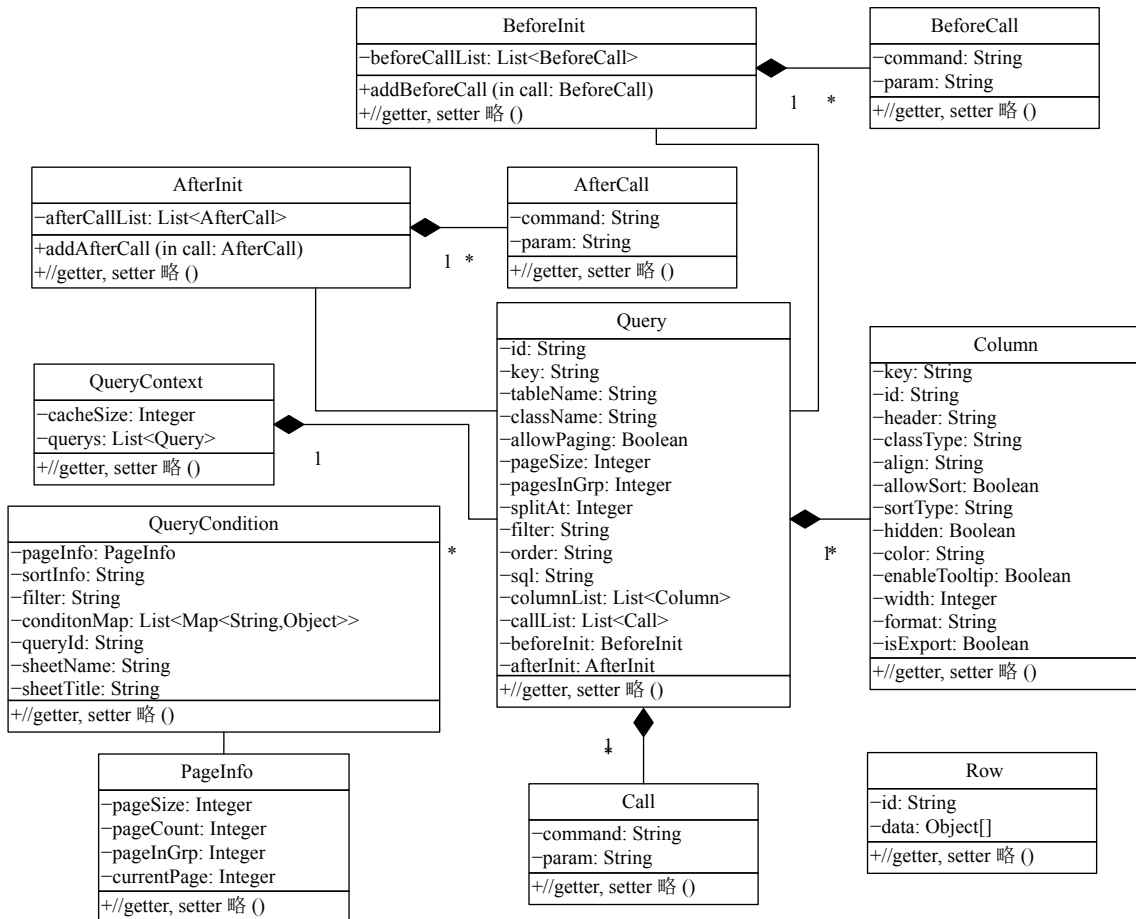 BeforeInit
−beforeCallList: List<BeforeCall>
+addBeforeCall (in call: BeforeCall)
+//getter, setter 略 ()
1 *
BeforeCall
−command: String
−param: String
+//getter, setter 略 ()
AfterInit
−afterCallList: List<AfterCall>
+addAfterCall (in call: AfterCall)
+//getter, setter 略 ()
1 *
AfterCall
−command: String
−param: String
+//getter, setter 略 ()
QueryContext
−cacheSize: Integer
−querys: List<Query>
+//getter, setter 略 ()
1
*
Query
−id: String
−key: String
−tableName: String
−className: String
−allowPaging: Boolean
−pageSize: Integer
−pagesInGrp: Integer
−splitAt: Integer
−filter: String
−order: String
−sql: String
−columnList: List<Column>
−callList: List<Call>
−beforeInit: BeforeInit
−afterInit: AfterInit
+//getter, setter 略 ()
1*
Column
−key: String
−id: String
−header: String
−classType: String
−align: String
−allowSort: Boolean
−sortType: String
−hidden: Boolean
−color: String
−enableTooltip: Boolean
−width: Integer
−format: String
−isExport: Boolean
+//getter, setter 略 ()
QueryCondition
−pageInfo: PageInfo
−sortInfo: String
−filter: String
−conditonMap: List<Map<String,Object>>
−queryId: String
−sheetName: String
−sheetTitle: String
+//getter, setter 略 ()
PageInfo
−pageSize: Integer
−pageCount: Integer
−pageInGrp: Integer
−currentPage: Integer
+//getter, setter 略 ()
1
*
Call
−command: String
−param: String
+//getter, setter 略 ()
Row
−id: String
−data: Object[]
+//getter, setter 略 ()